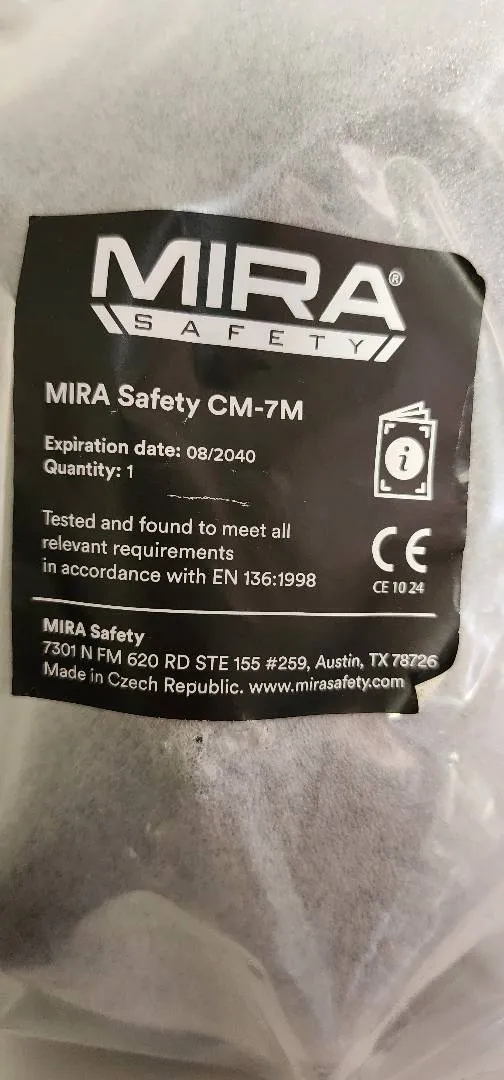 MIRA®
SAFETY
MIRA Safety CM-7M
Expiration date: 08/2040
Quantity: 1
i
Tested and found to meet all
relevant requirements
in accordance with EN 136:1998
CE
CE 10 24
MIRA Safety
7301 N FM 620 RD STE 155 #259, Austin, TX 78726
Made in Czech Republic. www.mirasafety.com